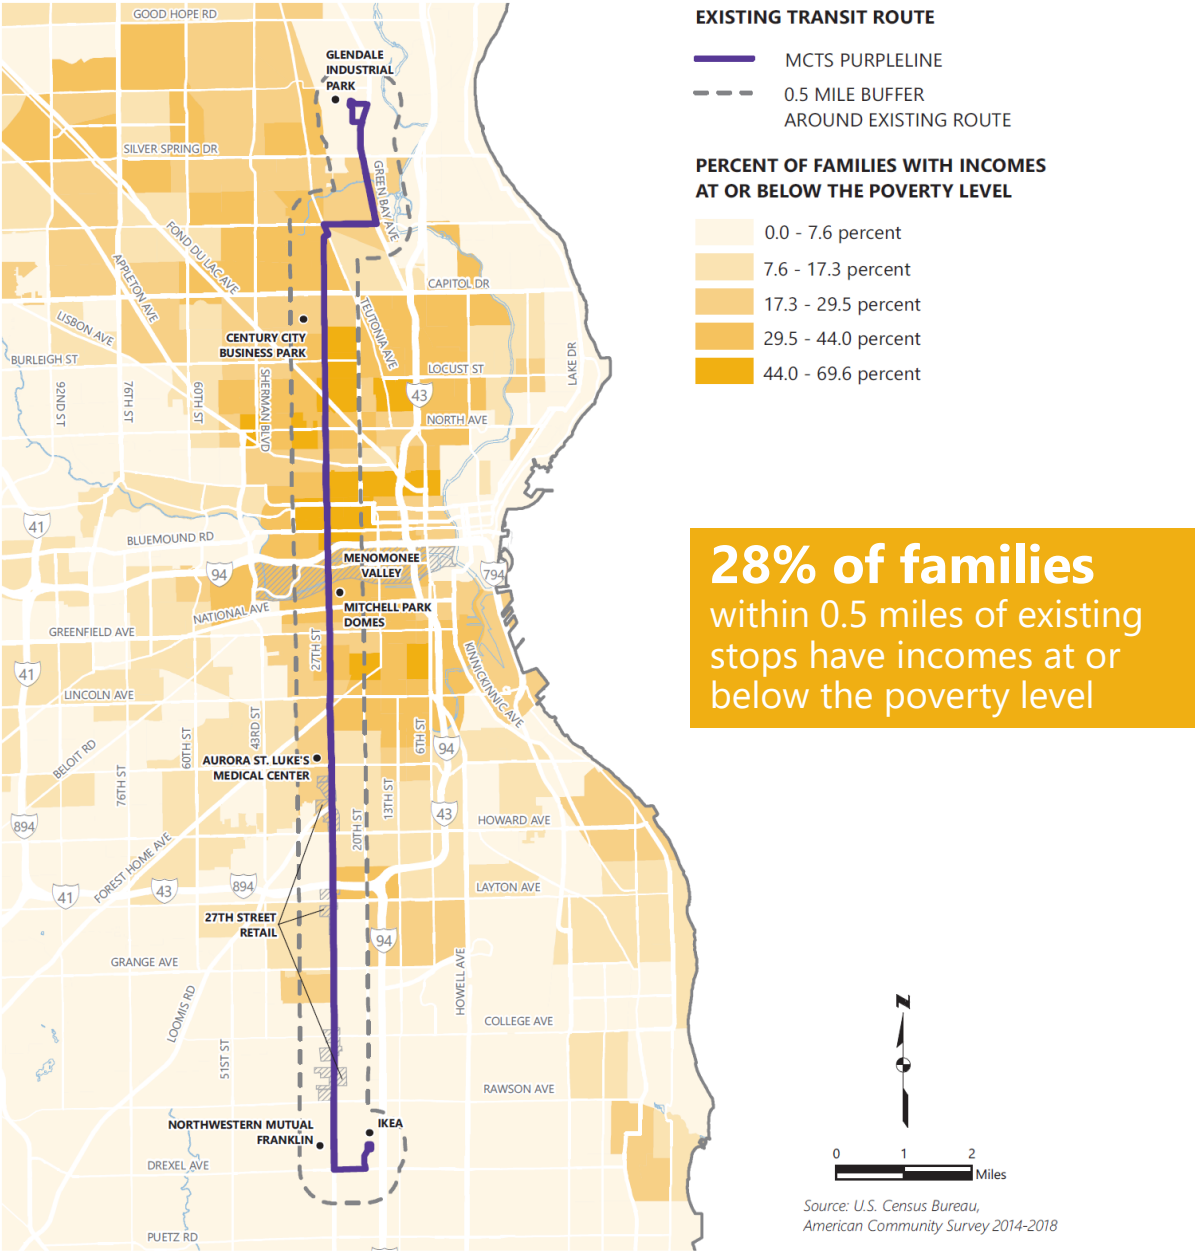 GOOD HOPE RD
GLENDALE
INDUSTRIAL
PARK
SILVER SPRING DR
GREEN BAY AVE
FOND DU LAC AVE
APPLETON AVE
CAPITOL DR
TEUTONIA AVE
LISBON AVE
CENTURY CITY
BUSINESS PARK
BURLEIGH ST
LOCUST ST
LAKE DR
92ND ST
76TH ST
60TH ST
SHERMAN BLVD
43
NORTH AVE
41
BLUEMOUND RD
MENOMONEE
VALLEY
94
794
MITCHELL PARK
DOMES
NATIONAL AVE
GREENFIELD AVE
27TH ST
KINNICKINNIC AVE
41
LINCOLN AVE
43RD ST
60TH ST
6TH ST
94
BELOIT RD
AURORA ST. LUKE'S
MEDICAL CENTER
76TH ST
13TH ST
20TH ST
43
HOWARD AVE
894
FOREST HOME AVE
41
43
894
LAYTON AVE
27TH STREET
RETAIL
94
GRANGE AVE
HOWELL AVE
LOOMIS RD
COLLEGE AVE
51ST ST
RAWSON AVE
NORTHWESTERN MUTUAL
FRANKLIN
IKEA
DREXEL AVE
PUETZ RD
EXISTING TRANSIT ROUTE
MCTS PURPLELINE
0.5 MILE BUFFER
AROUND EXISTING ROUTE
PERCENT OF FAMILIES WITH INCOMES
AT OR BELOW THE POVERTY LEVEL
0.0 - 7.6 percent
7.6 - 17.3 percent
17.3 - 29.5 percent
29.5 - 44.0 percent
44.0 - 69.6 percent
28% of families
within 0.5 miles of existing
stops have incomes at or
below the poverty level
N
0 1 2
Miles
Source: U.S. Census Bureau,
American Community Survey 2014-2018